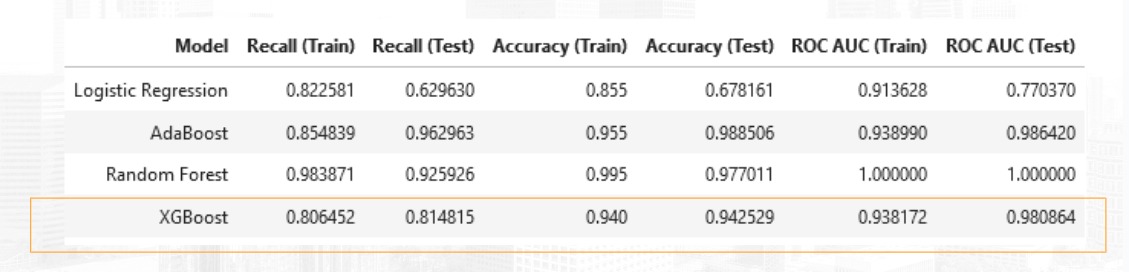 Model Recall (Train) Recall (Test) Accuracy (Train) Accuracy (Test) ROC AUC (Train) ROC AUC (Test)
Logistic Regression 0.822581 0.629630 0.855 0.678161 0.913628 0.770370
AdaBoost 0.854839 0.962963 0.955 0.988506 0.938990 0.986420
Random Forest 0.983871 0.925926 0.995 0.977011 1.000000 1.000000
XGBoost 0.806452 0.814815 0.940 0.942529 0.938172 0.980864